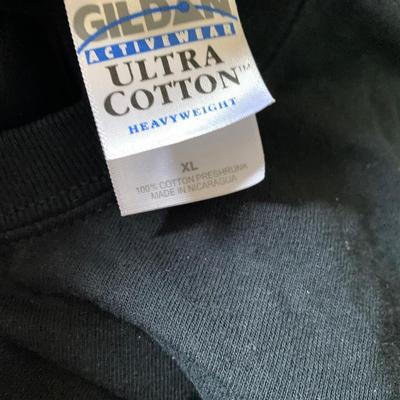 GILDAN
ACTIVEWEAR
ULTRA
COTTON™
HEAVYWEIGHT
XL
100% COTTON PRESHRUNK
MADE IN NICARAGUA